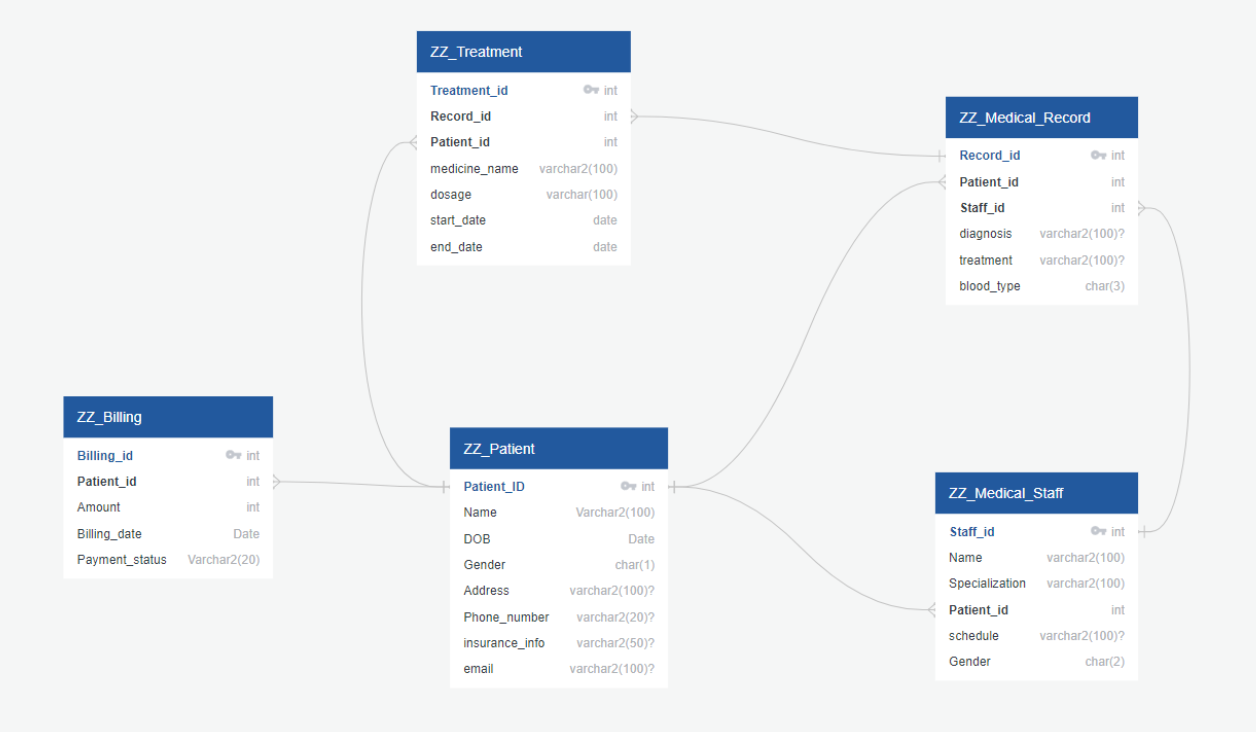 ZZ_Treatment
Treatment_id int
Record_id int
Patient_id int
medicine_name varchar2(100)
dosage varchar(100)
start_date date
end_date date
ZZ_Medical_Record
Record_id int
Patient_id int
Staff_id int
diagnosis varchar2(100)?
treatment varchar2(100)?
blood_type char(3)
ZZ_Billing
Billing_id int
Patient_id int
Amount int
Billing_date Date
Payment_status Varchar2(20)
ZZ_Patient
Patient_ID int
Name Varchar2(100)
DOB Date
Gender char(1)
Address varchar2(100)?
Phone_number varchar2(20)?
insurance_info varchar2(50)?
email varchar2(100)?
ZZ_Medical_Staff
Staff_id int
Name varchar2(100)
Specialization varchar2(100)
Patient_id int
schedule varchar2(100)?
Gender char(2)